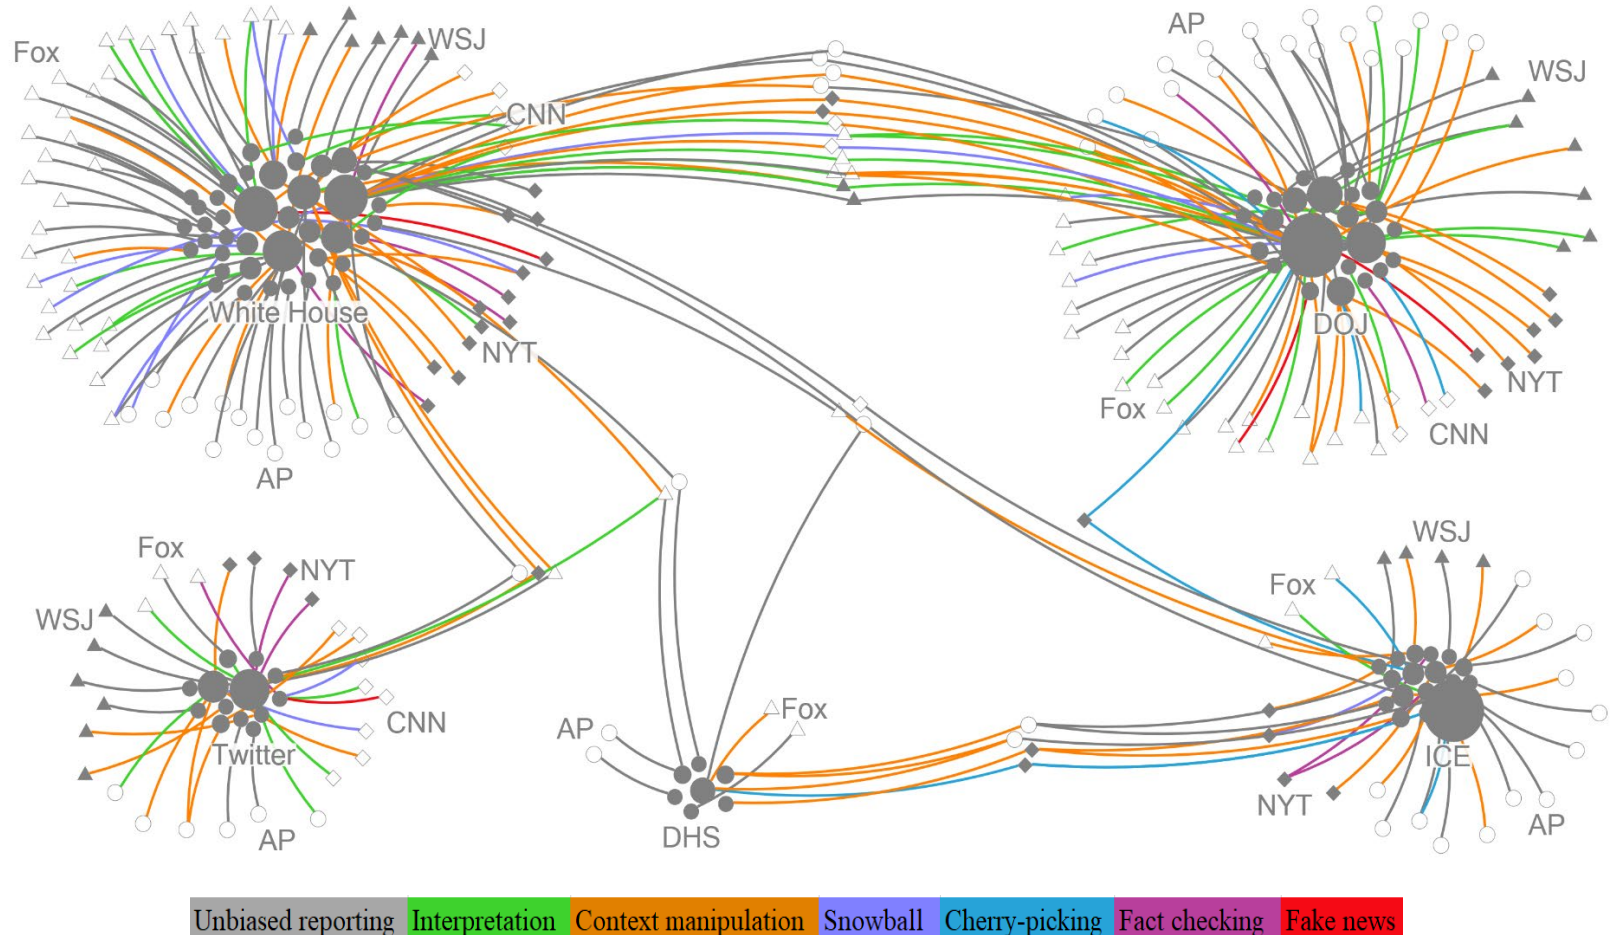 AP
Fox
WSJ
WSJ
CNN
White House
DOJ
NYT
NYT
Fox
CNN
AP
WSJ
Fox
NYT
Fox
WSJ
Fox
CNN
AP
Twitter
ICE
NYT
AP
AP
DHS
Unbiased reporting Interpretation Context manipulation Snowball Cherry-picking Fact checking Fake news